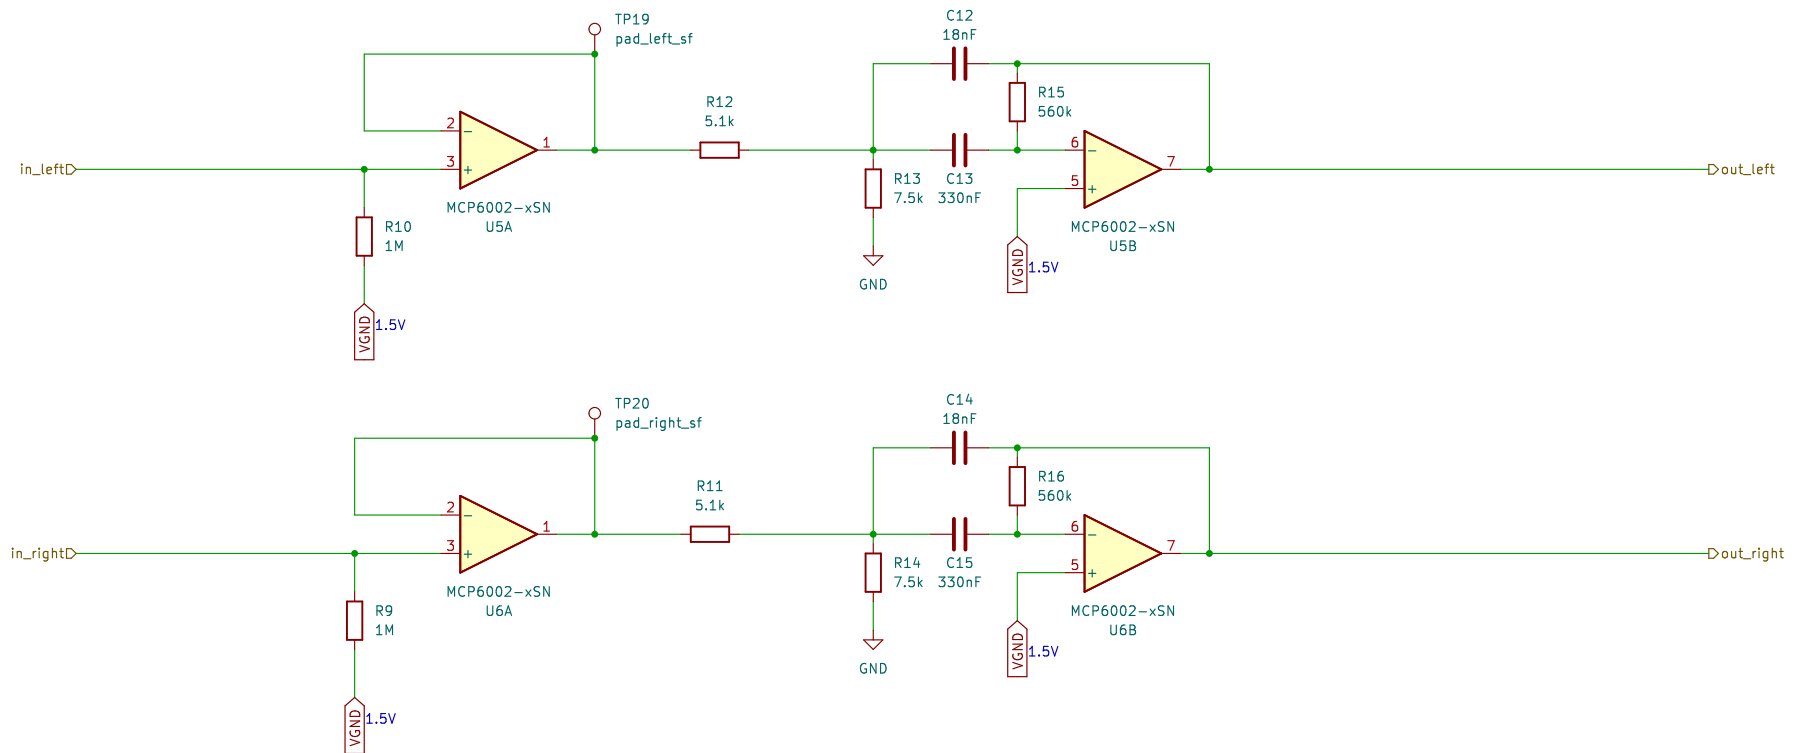 TP19
pad_left_sf
C12
18nF
R12
5.1k
R15
560k
2
1
3
6
7
5
in_left
R13
7.5k
C13
330nF
out_left
MCP6002-xSN
U5A
R10
1M
MCP6002-xSN
U5B
VGND
1.5V
GND
VGND
1.5V
TP20
pad_right_sf
C14
18nF
R11
5.1k
R16
560k
2
1
3
6
7
5
in_right
R14
7.5k
C15
330nF
out_right
MCP6002-xSN
U6A
R9
1M
MCP6002-xSN
U6B
VGND
1.5V
GND
VGND
1.5V